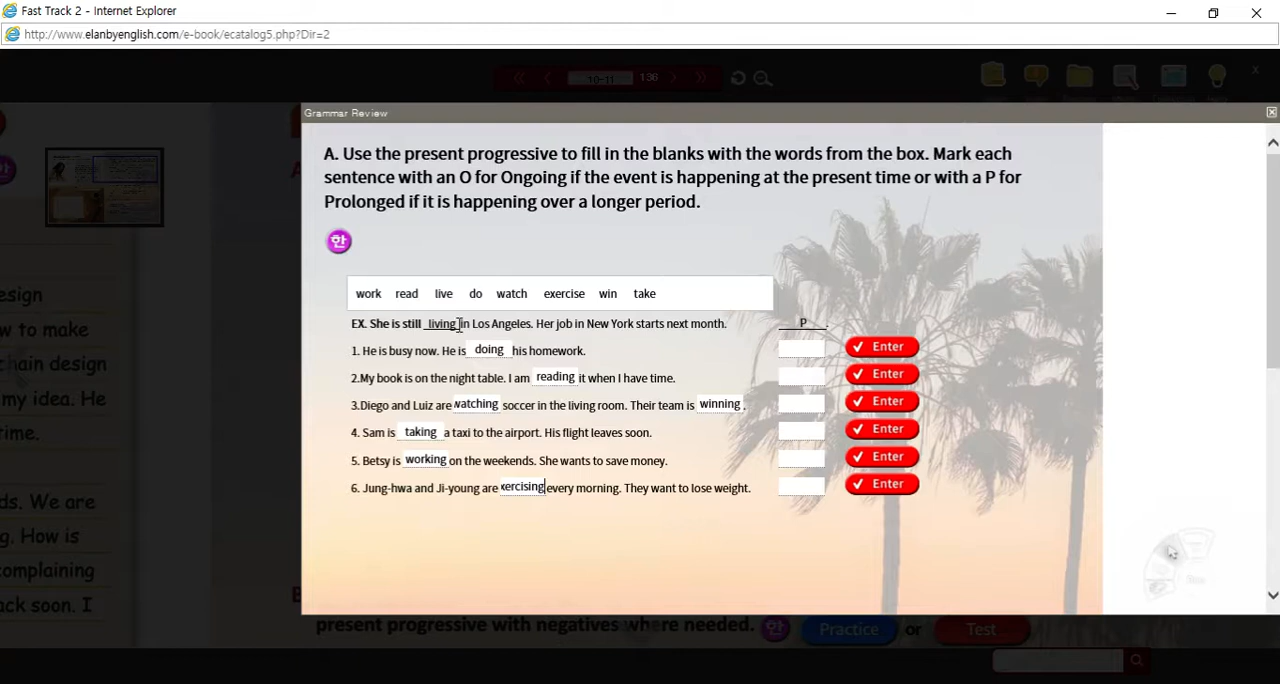 Fast Track 2 - Internet Explorer
http://www.elanbyenglish.com/e-book/ecatalog5.php?Dir=2
10-11 136
Grammar Review
A. Use the present progressive to fill in the blanks with the words from the box. Mark each
sentence with an O for Ongoing if the event is happening at the present time or with a P for
Prolonged if it is happening over a longer period.
한
work read live do watch exercise win take
EX. She is still living in Los Angeles. Her job in New York starts next month. P .
1. He is busy now. He is doing his homework. Enter
2.My book is on the night table. I am reading it when I have time. Enter
3.Diego and Luiz are watching soccer in the living room. Their team is winning . Enter
4. Sam is taking a taxi to the airport. His flight leaves soon. Enter
5. Betsy is working on the weekends. She wants to save money. Enter
6. Jung-hwa and Ji-young are xercising every morning. They want to lose weight. Enter
esign
w to make
chain design
my idea. He
time.
ds. We are
g. How is
complaining
ack soon. I
present progressive with negatives where needed. 한 Practice or Test